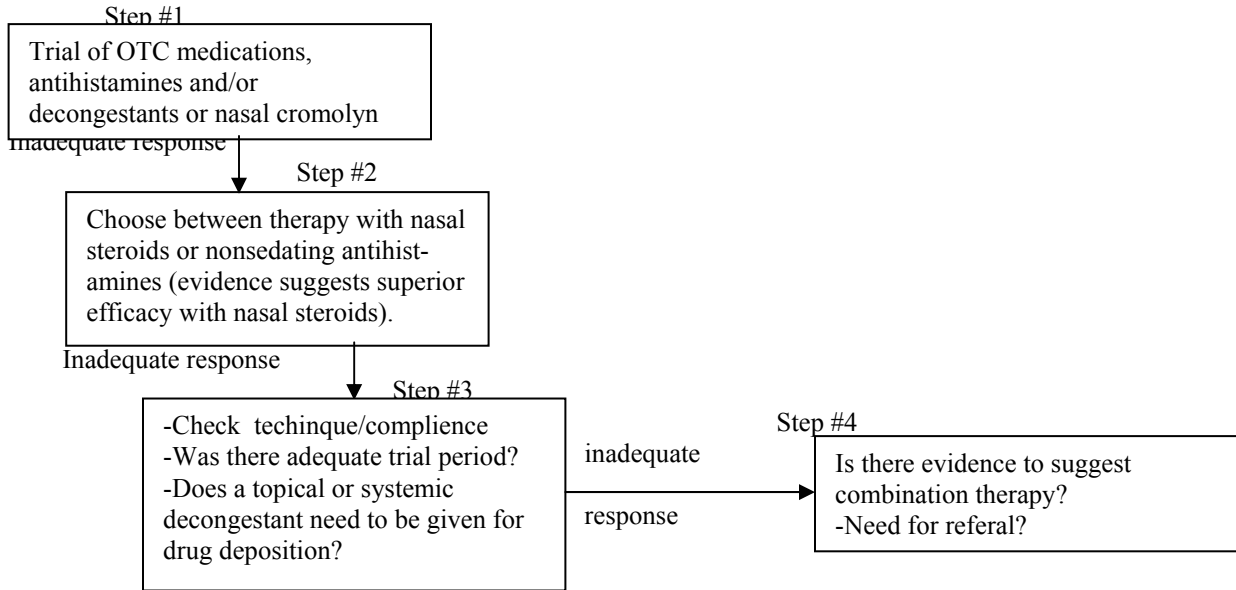 Step #1
Trial of OTC medications,
antihistamines and/or
decongestants or nasal cromolyn
Inadequate response
Step #2
Choose between therapy with nasal
steroids or nonsedating antihist-
amines (evidence suggests superior
efficacy with nasal steroids).
Inadequate response
Step #3
-Check techinque/complience
-Was there adequate trial period?
-Does a topical or systemic
decongestant need to be given for
drug deposition?
inadequate
response
Step #4
Is there evidence to suggest
combination therapy?
-Need for referal?